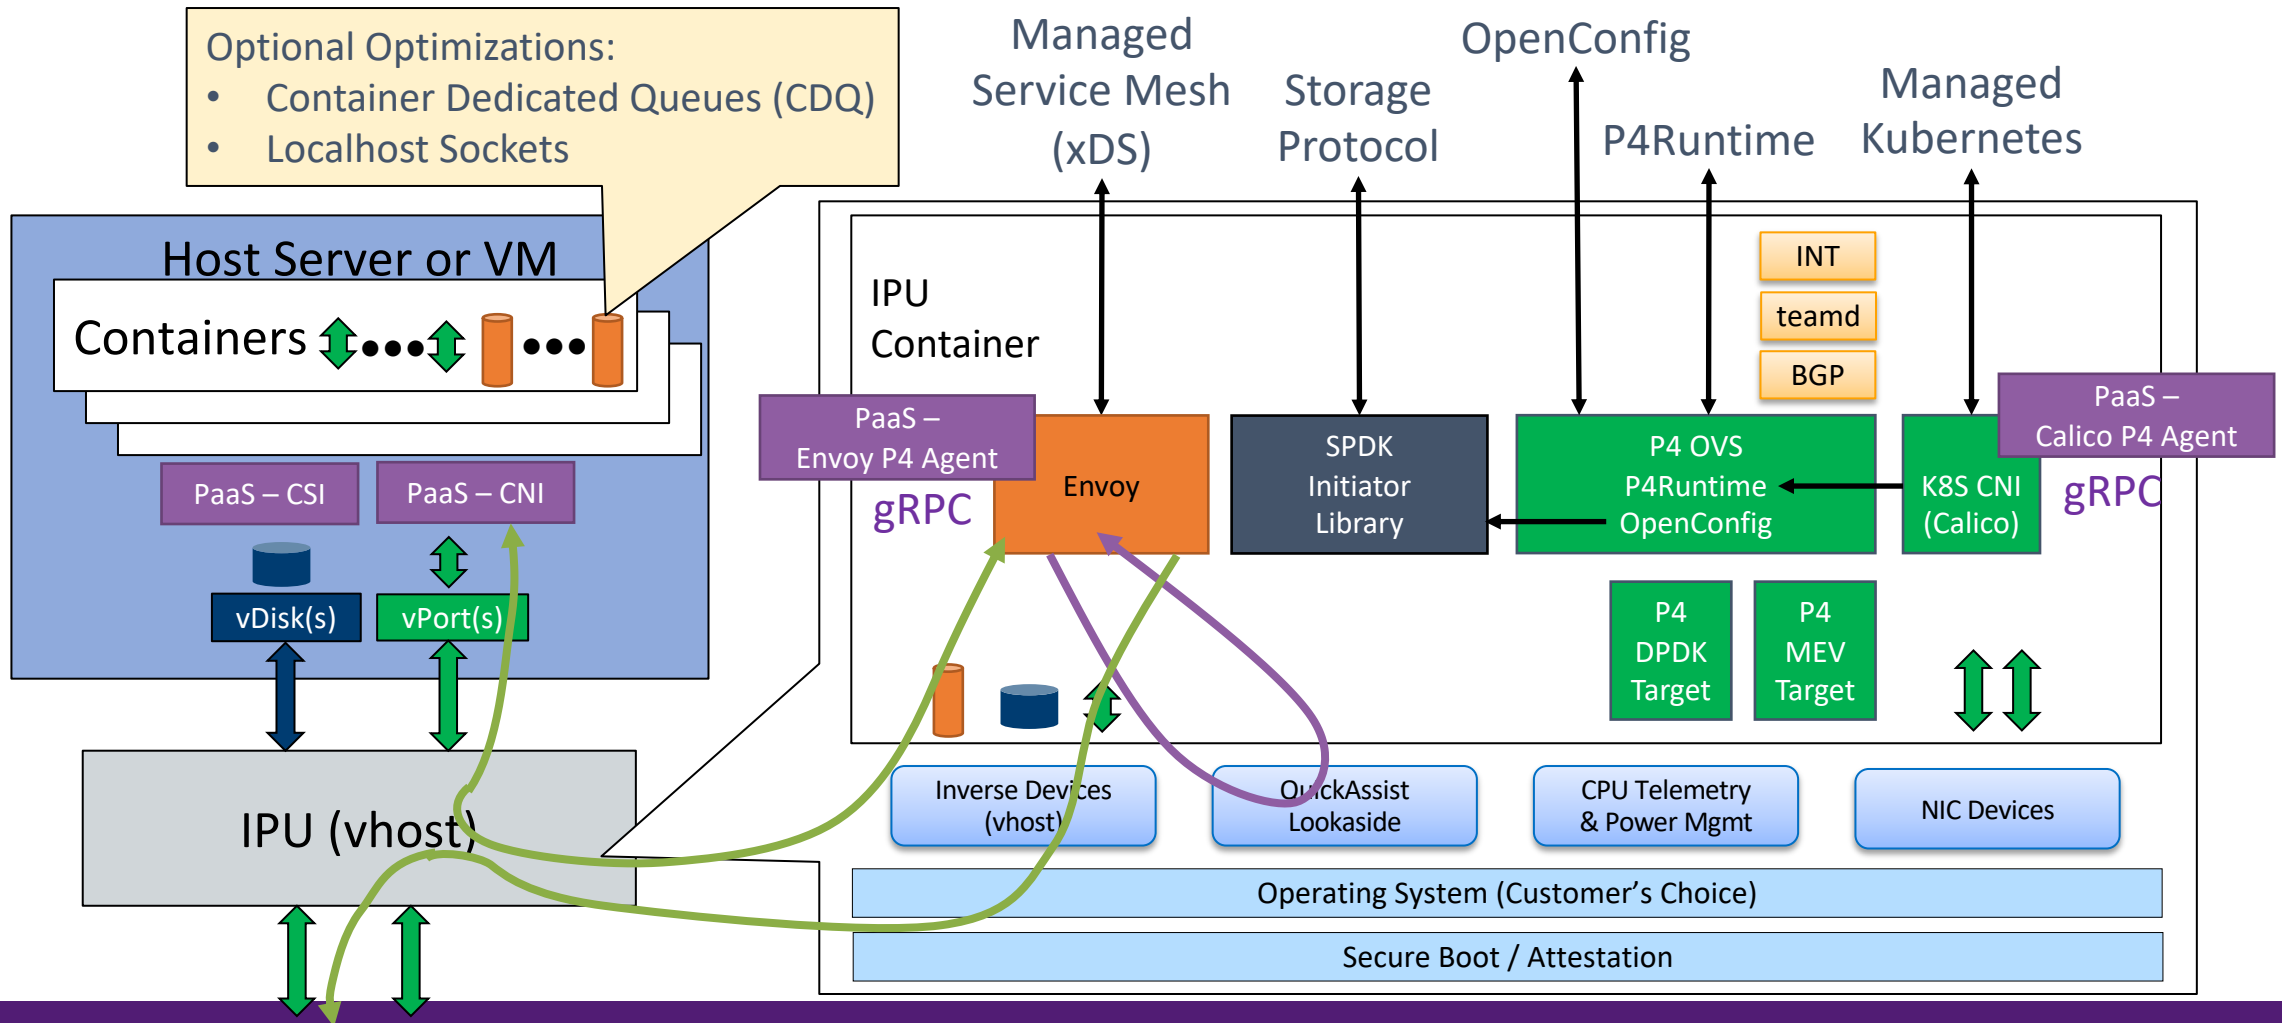 Optional Optimizations:
• Container Dedicated Queues (CDQ)
• Localhost Sockets
Managed
Service Mesh
(xDS)
Storage
Protocol
OpenConfig
P4Runtime
Managed
Kubernetes
Host Server or VM
Containers
PaaS – CSI
PaaS – CNI
vDisk(s)
vPort(s)
IPU (vhost)
IPU
Container
INT
teamd
BGP
PaaS –
Envoy P4 Agent
gRPC
Envoy
SPDK
Initiator
Library
P4 OVS
P4Runtime
OpenConfig
K8S CNI
(Calico)
PaaS –
Calico P4 Agent
gRPC
P4
DPDK
Target
P4
MEV
Target
Inverse Devices
(vhost)
QuickAssist
Lookaside
CPU Telemetry
& Power Mgmt
NIC Devices
Operating System (Customer’s Choice)
Secure Boot / Attestation